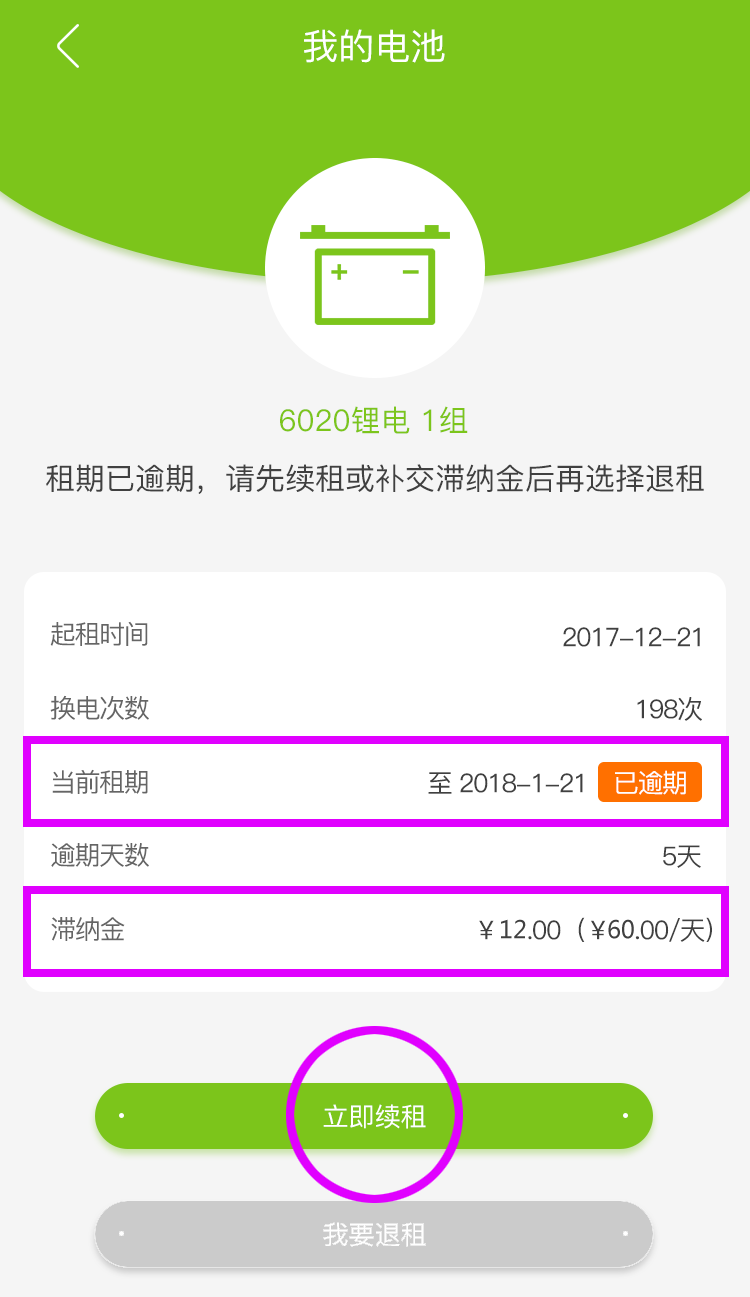 我的电池
6020锂电 1组
租期已逾期，请先续租或补交滞纳金后再选择退租
起租时间 2017-12-21
换电次数 198次
当前租期 至 2018-1-21 已逾期
逾期天数 5天
滞纳金 ¥12.00（¥60.00/天)
立即续租
我要退租